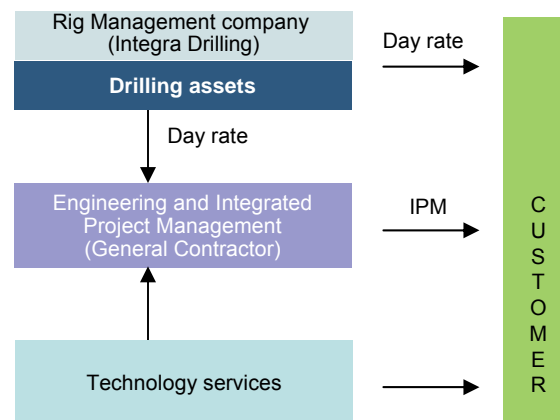 Rig Management company
(Integra Drilling)
Day rate
Drilling assets
Day rate
Engineering and Integrated
Project Management
(General Contractor)
IPM
C
U
S
T
O
M
E
R
Technology services